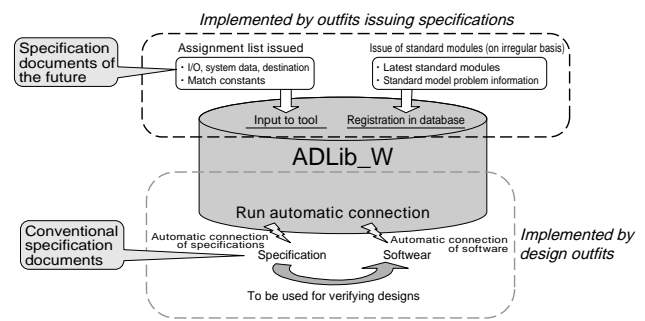 Implemented by outfits issuing specifications
Specification
documents of
the future
Assignment list issued
・I/O, system data, destination
・Match constants
Issue of standard modules (on irregular basis)
・Latest standard modules
・Standard model problem information
Input to tool
Registration in database
ADLib_W
Run automatic connection
Conventional
specification
documents
Automatic connection
of specifications
Automatic connection
of software
Specification
Softwear
Implemented by
design outfits
To be used for verifying designs